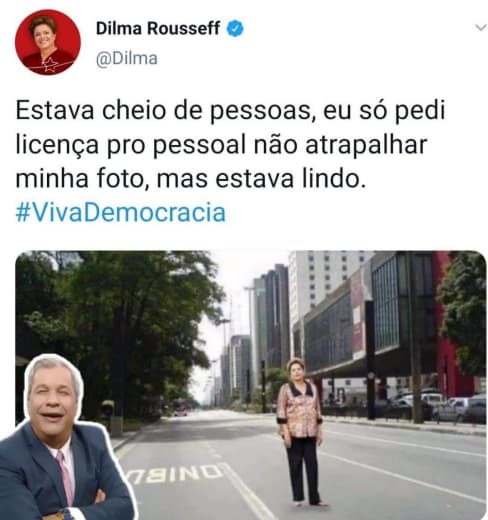 Dilma Rousseff
@Dilma
Estava cheio de pessoas, eu só pedi
licença pro pessoal não atrapalhar
minha foto, mas estava lindo.
#VivaDemocracia